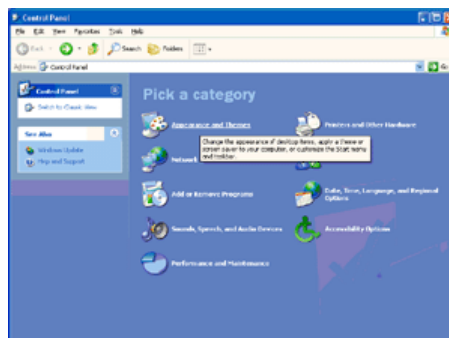 Control Panel
File Edit View Favorites Tools Help
Back Search Folders
Address Control Panel Go
Control Panel
Switch to Classic View
See Also
Windows Update
Help and Support
Pick a category
Appearance and Themes
Printers and Other Hardware
Change the appearance of desktop items, apply a theme or
screen saver to your computer, or customize the Start menu
and taskbar.
Network
Add or Remove Programs
Date, Time, Language, and Regional
Options
Sounds, Speech, and Audio Devices
Accessibility Options
Performance and Maintenance